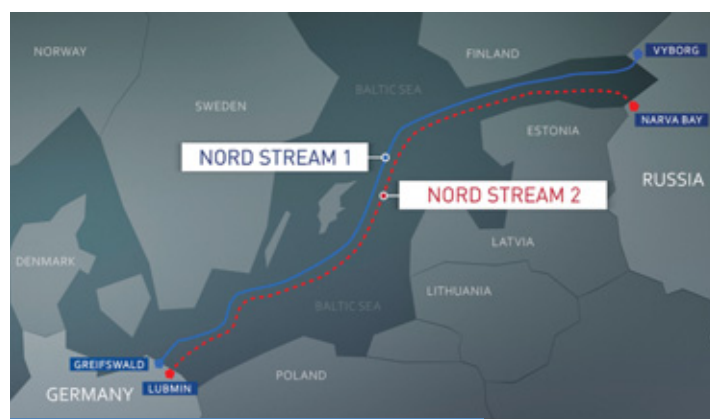 NORWAY
FINLAND
VYBORG
BALTIC SEA
SWEDEN
NARVA BAY
ESTONIA
NORD STREAM 1
RUSSIA
NORD STREAM 2
LATVIA
DENMARK
LITHUANIA
BALTIC SEA
GREIFSWALD
POLAND
GERMANY
LUBMIN